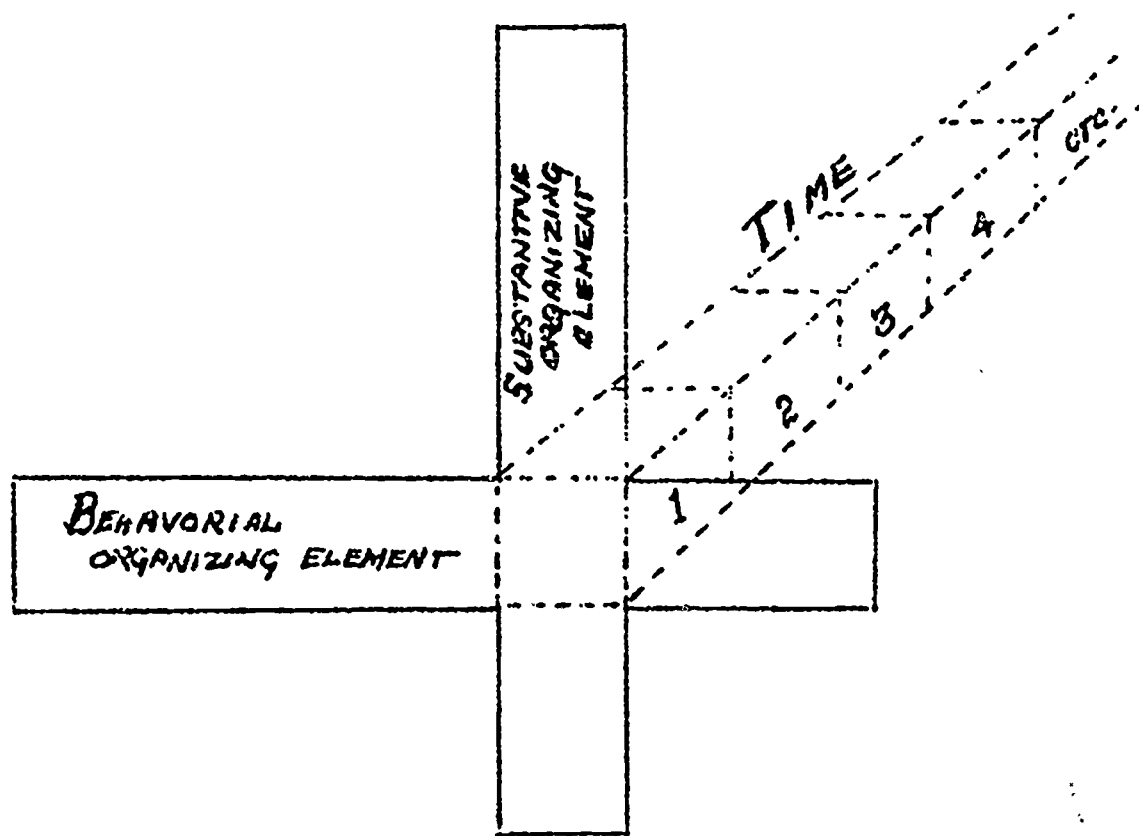 SUBSTANTIVE
ORGANIZING
ELEMENT
TIME
BEHAVORIAL
ORGANIZING ELEMENT
1
2
3
4
etc.